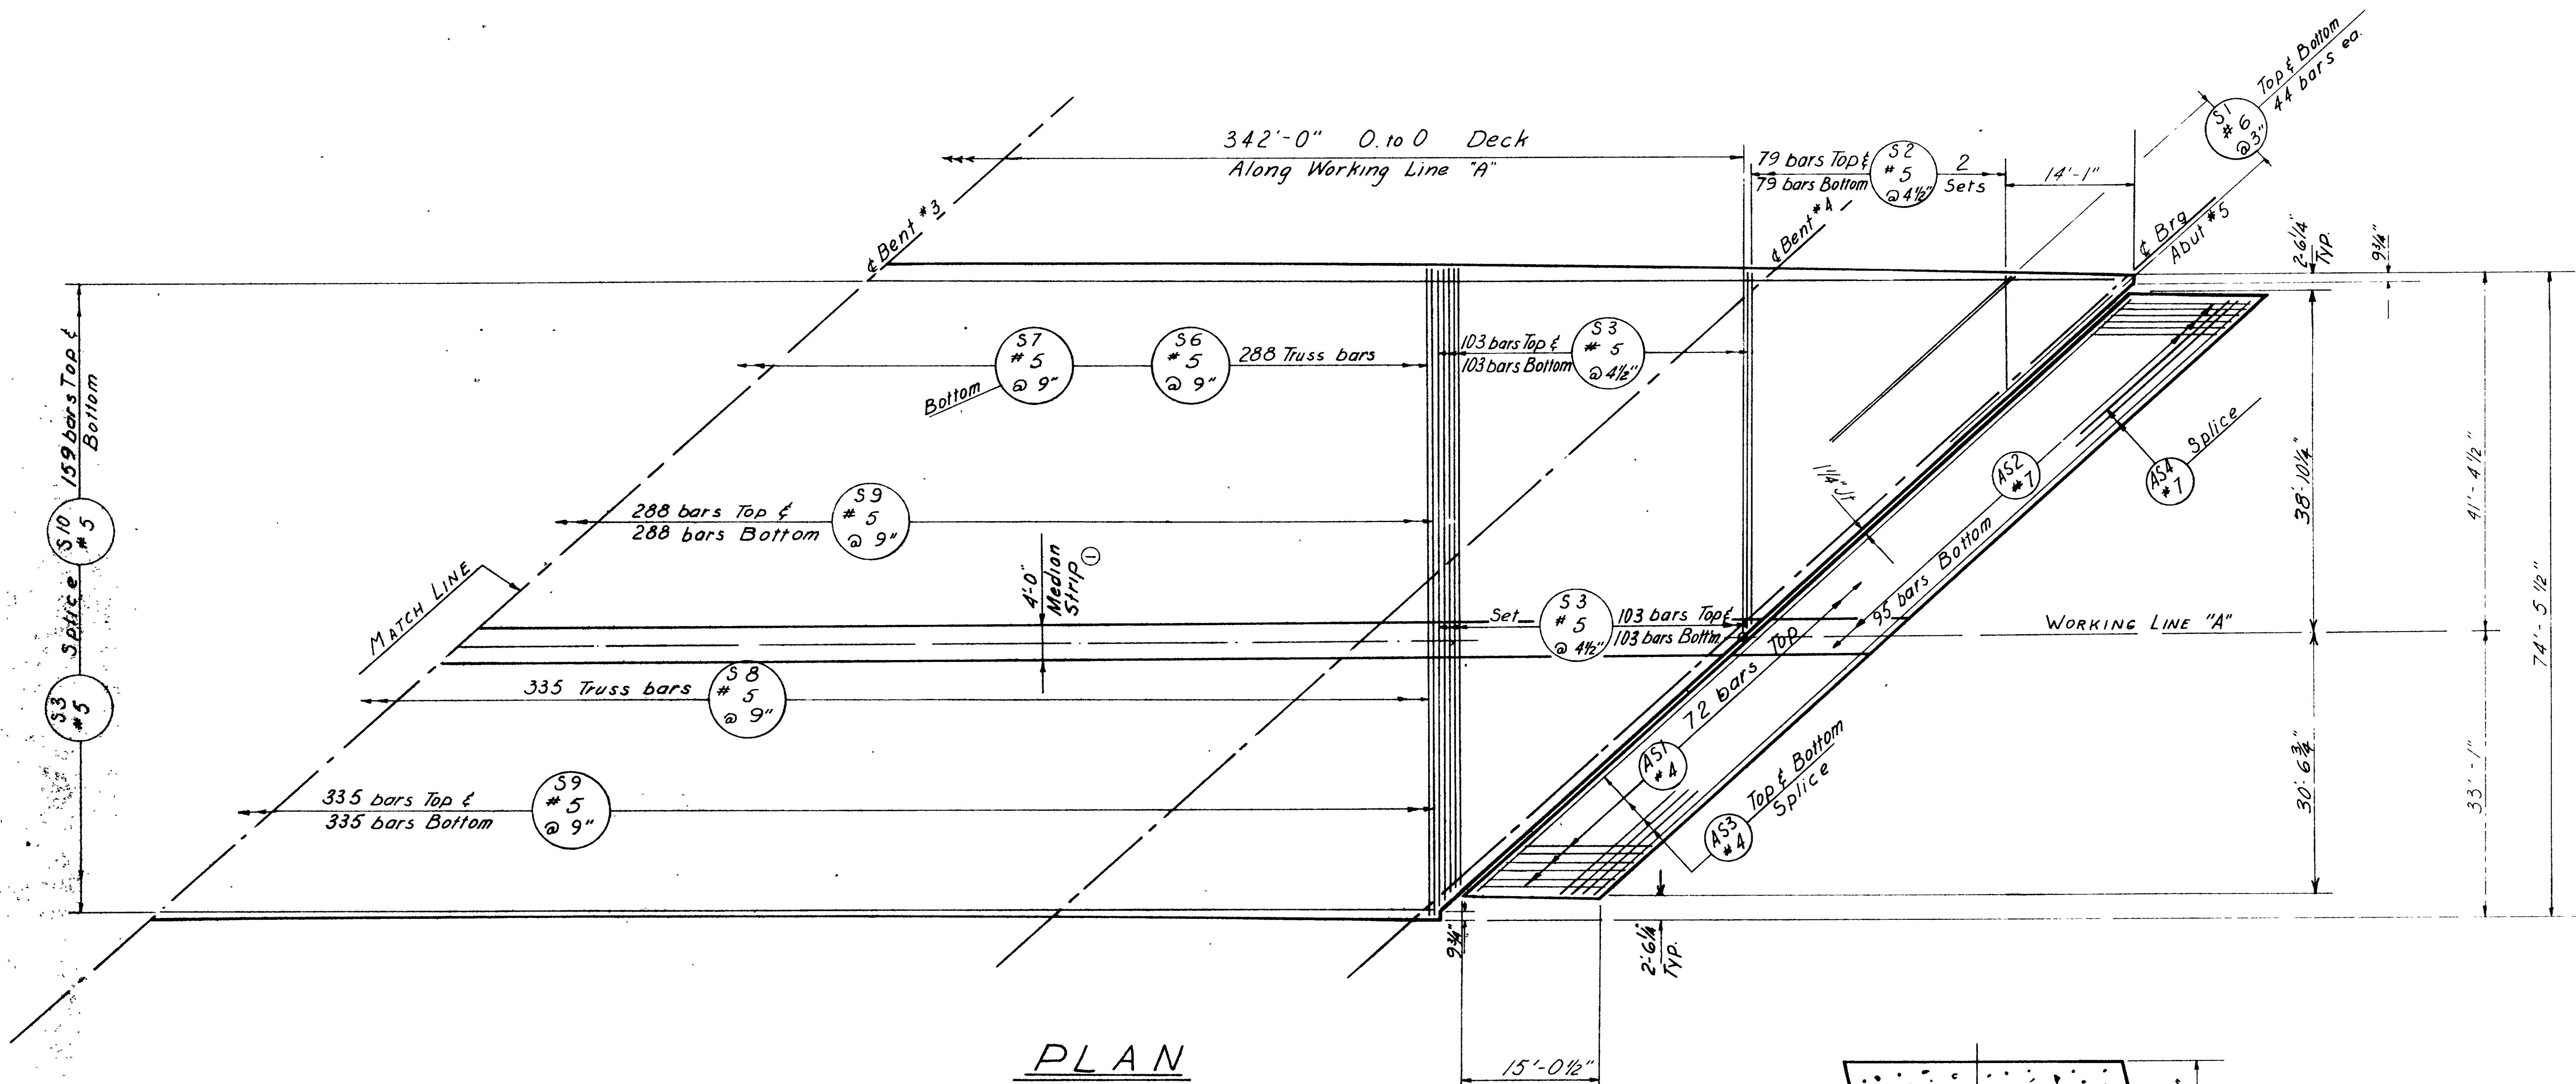 Top & Bottom
44 bars ea.
S1
# 6
@ 3"
342'-0" O. to O Deck
Along Working Line "A"
79 bars Top &
79 bars Bottom
S2
# 5
@ 4½"
2
Sets
14'-1"
℄ Bent #3
℄ Bent #4
℄ Brg
Abut #5
2'-6¼"
Typ.
9¾"
159 bars Top &
Bottom
S10
# 5
Splice
S3
#5
S7
# 5
@ 9"
Bottom
S6
# 5
@ 9"
288 Truss bars
103 bars Top &
103 bars Bottom
S3
# 5
@ 4½"
288 bars Top &
288 bars Bottom
S9
# 5
@ 9"
4'-0"
Median
Strip ①
MATCH LINE
Set
S3
# 5
@ 4½"
103 bars Top &
103 bars Bottm
335 Truss bars
S8
# 5
@ 9"
335 bars Top &
335 bars Bottom
S9
# 5
@ 9"
1¼" Jt
AS2
# 7
95 bars Bottom
AS4
# 7
Splice
72 bars Top
AS1
# 4
AS3
# 4
Top & Bottom
Splice
WORKING LINE "A"
38'-10¼"
30'6¾"
41'-4½"
33'-1"
74'-5½"
9¾"
2'-6¼"
Typ.
15'-0½"
PLAN